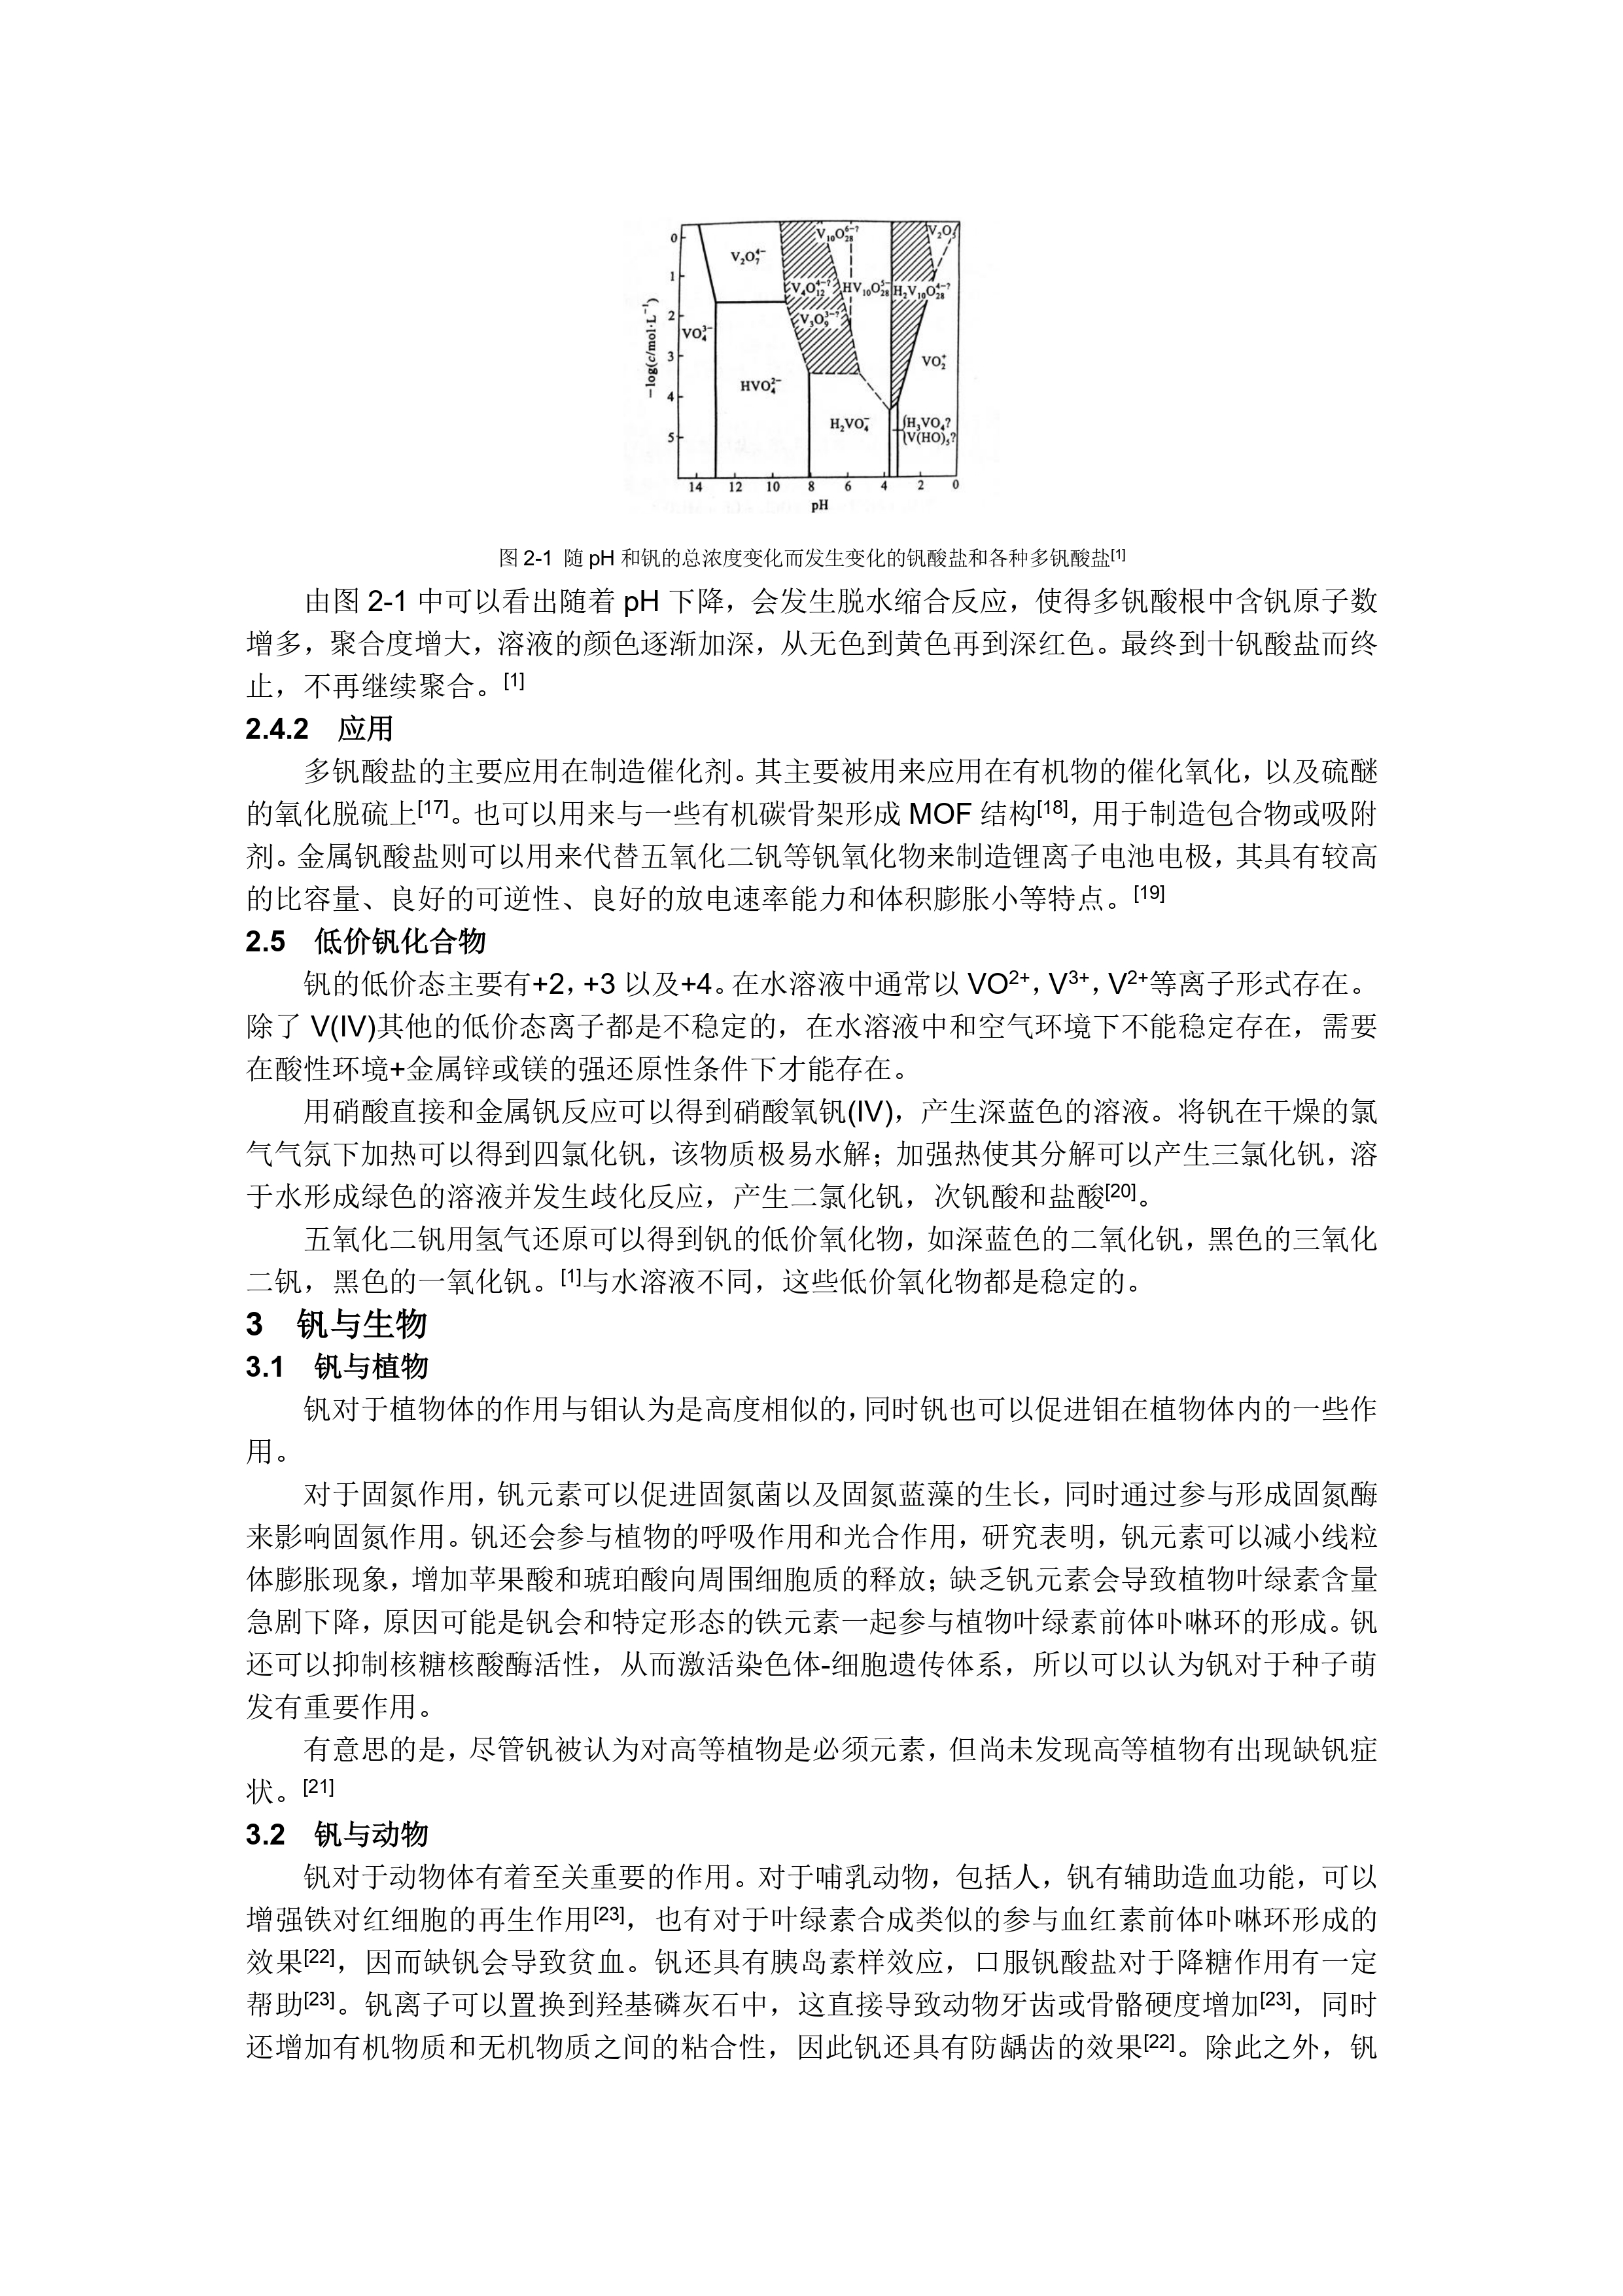 V₁₀O₂₈⁶⁻?
V₂O₅
V₂O₇⁴⁻
V₄O₁₂⁴⁻? HV₁₀O₂₈⁵⁻ H₂V₁₀O₂₈⁴⁻?
V₃O₉³⁻?
VO₄³⁻
VO₂⁺
HVO₄²⁻
H₂VO₄⁻
H₃VO₄?
V(HO)₅?
−log(c/mol·L⁻¹)
0
1
2
3
4
5
14 12 10 8 6 4 2 0
pH
图 2-1 随 pH 和钒的总浓度变化而发生变化的钒酸盐和各种多钒酸盐[1]
由图 2-1 中可以看出随着 pH 下降，会发生脱水缩合反应，使得多钒酸根中含钒原子数
增多，聚合度增大，溶液的颜色逐渐加深，从无色到黄色再到深红色。最终到十钒酸盐而终
止，不再继续聚合。[1]
2.4.2 应用
多钒酸盐的主要应用在制造催化剂。其主要被用来应用在有机物的催化氧化，以及硫醚
的氧化脱硫上[17]。也可以用来与一些有机碳骨架形成 MOF 结构[18]，用于制造包合物或吸附
剂。金属钒酸盐则可以用来代替五氧化二钒等钒氧化物来制造锂离子电池电极，其具有较高
的比容量、良好的可逆性、良好的放电速率能力和体积膨胀小等特点。[19]
2.5 低价钒化合物
钒的低价态主要有+2，+3 以及+4。在水溶液中通常以 VO²⁺，V³⁺，V²⁺等离子形式存在。
除了 V(IV)其他的低价态离子都是不稳定的，在水溶液中和空气环境下不能稳定存在，需要
在酸性环境+金属锌或镁的强还原性条件下才能存在。
用硝酸直接和金属钒反应可以得到硝酸氧钒(IV)，产生深蓝色的溶液。将钒在干燥的氯
气气氛下加热可以得到四氯化钒，该物质极易水解；加强热使其分解可以产生三氯化钒，溶
于水形成绿色的溶液并发生歧化反应，产生二氯化钒，次钒酸和盐酸[20]。
五氧化二钒用氢气还原可以得到钒的低价氧化物，如深蓝色的二氧化钒，黑色的三氧化
二钒，黑色的一氧化钒。[1]与水溶液不同，这些低价氧化物都是稳定的。
3 钒与生物
3.1 钒与植物
钒对于植物体的作用与钼认为是高度相似的，同时钒也可以促进钼在植物体内的一些作
用。
对于固氮作用，钒元素可以促进固氮菌以及固氮蓝藻的生长，同时通过参与形成固氮酶
来影响固氮作用。钒还会参与植物的呼吸作用和光合作用，研究表明，钒元素可以减小线粒
体膨胀现象，增加苹果酸和琥珀酸向周围细胞质的释放；缺乏钒元素会导致植物叶绿素含量
急剧下降，原因可能是钒会和特定形态的铁元素一起参与植物叶绿素前体卟啉环的形成。钒
还可以抑制核糖核酸酶活性，从而激活染色体-细胞遗传体系，所以可以认为钒对于种子萌
发有重要作用。
有意思的是，尽管钒被认为对高等植物是必须元素，但尚未发现高等植物有出现缺钒症
状。[21]
3.2 钒与动物
钒对于动物体有着至关重要的作用。对于哺乳动物，包括人，钒有辅助造血功能，可以
增强铁对红细胞的再生作用[23]，也有对于叶绿素合成类似的参与血红素前体卟啉环形成的
效果[22]，因而缺钒会导致贫血。钒还具有胰岛素样效应，口服钒酸盐对于降糖作用有一定
帮助[23]。钒离子可以置换到羟基磷灰石中，这直接导致动物牙齿或骨骼硬度增加[23]，同时
还增加有机物质和无机物质之间的粘合性，因此钒还具有防龋齿的效果[22]。除此之外，钒